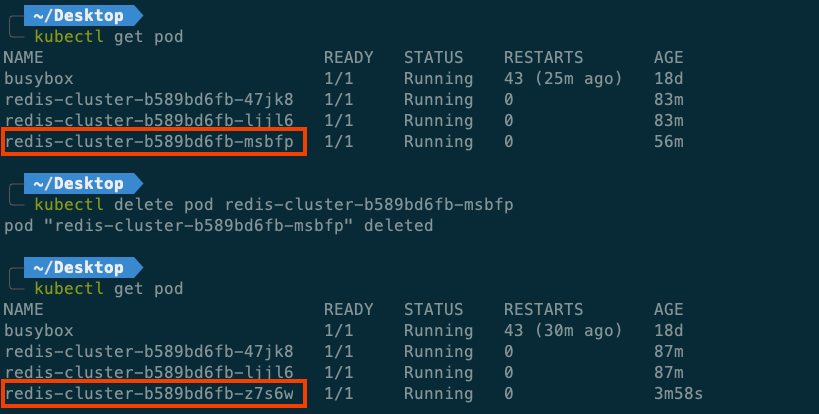 ~/Desktop
kubectl get pod
NAME READY STATUS RESTARTS AGE
busybox 1/1 Running 43 (25m ago) 18d
redis-cluster-b589bd6fb-47jk8 1/1 Running 0 83m
redis-cluster-b589bd6fb-ljjl6 1/1 Running 0 83m
redis-cluster-b589bd6fb-msbfp 1/1 Running 0 56m
~/Desktop
kubectl delete pod redis-cluster-b589bd6fb-msbfp
pod "redis-cluster-b589bd6fb-msbfp" deleted
~/Desktop
kubectl get pod
NAME READY STATUS RESTARTS AGE
busybox 1/1 Running 43 (30m ago) 18d
redis-cluster-b589bd6fb-47jk8 1/1 Running 0 87m
redis-cluster-b589bd6fb-ljjl6 1/1 Running 0 87m
redis-cluster-b589bd6fb-z7s6w 1/1 Running 0 3m58s